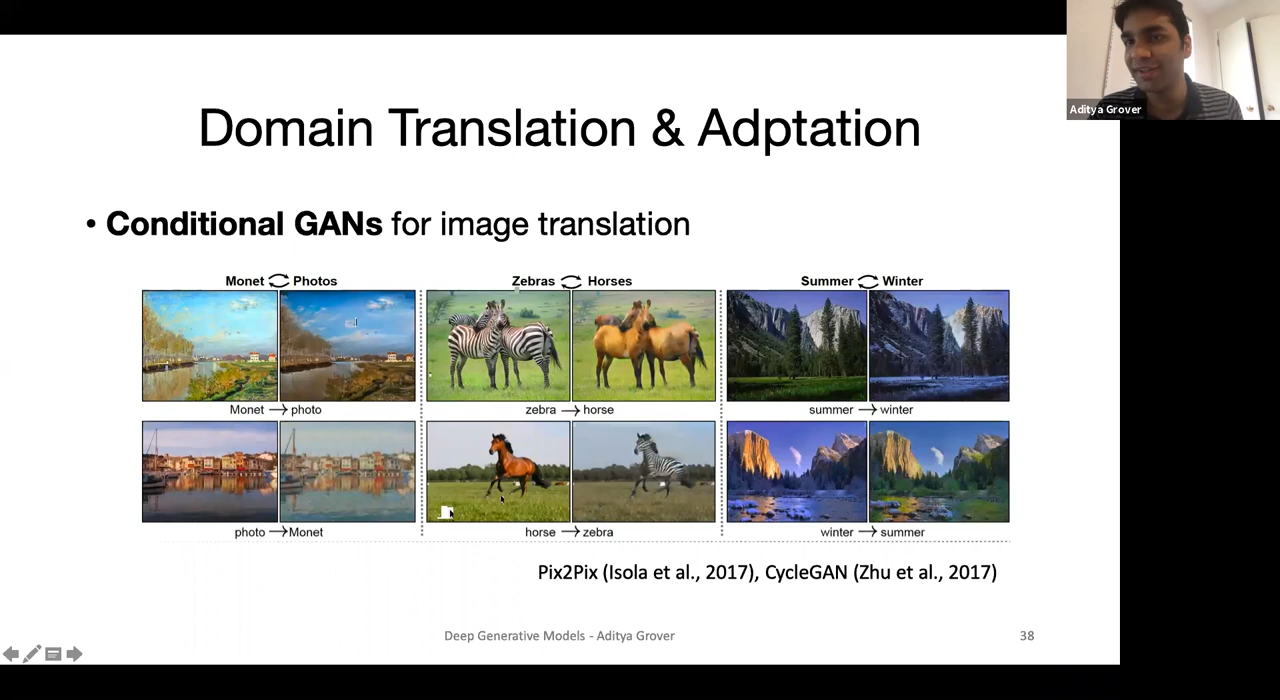 Aditya Grover
Domain Translation & Adptation
• Conditional GANs for image translation
Monet Photos
Zebras Horses
Summer Winter
Monet → photo
zebra → horse
summer → winter
photo → Monet
horse → zebra
winter → summer
Pix2Pix (Isola et al., 2017), CycleGAN (Zhu et al., 2017)
Deep Generative Models - Aditya Grover
38